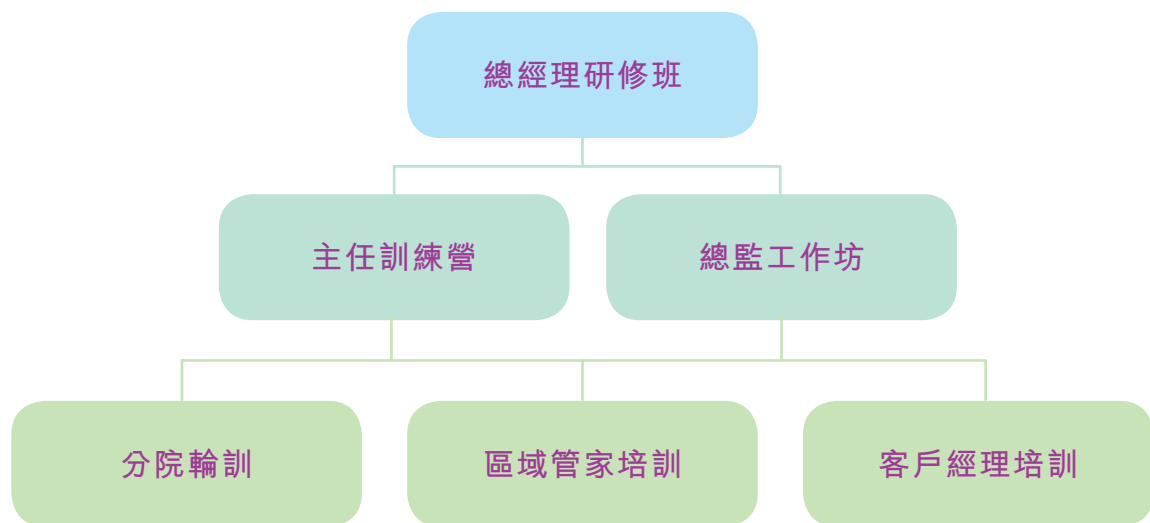 總經理研修班
主任訓練營
總監工作坊
分院輪訓
區域管家培訓
客戶經理培訓